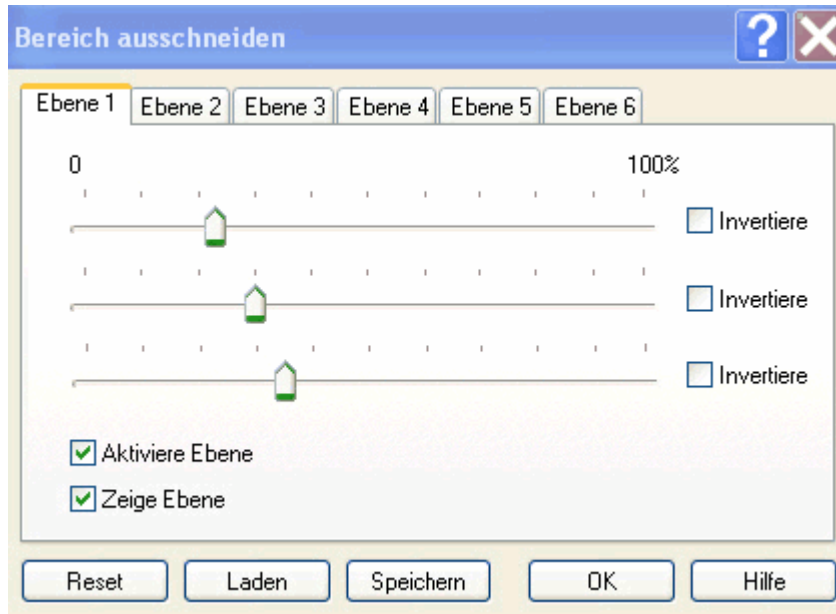 Bereich ausschneiden ?
Ebene 1 Ebene 2 Ebene 3 Ebene 4 Ebene 5 Ebene 6
0 100%
Invertiere
Invertiere
Invertiere
Aktiviere Ebene
Zeige Ebene
Reset Laden Speichern OK Hilfe